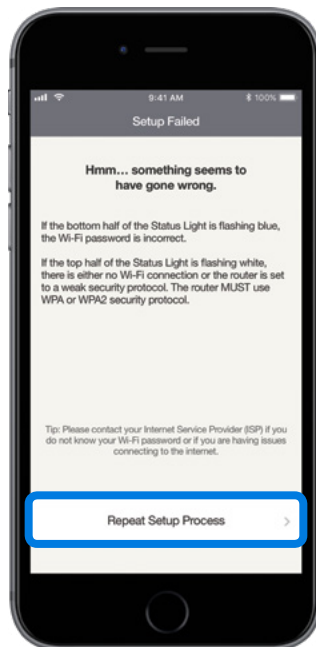 9:41 AM
100%
Setup Failed
Hmm... something seems to
have gone wrong.
If the bottom half of the Status Light is flashing blue,
the Wi-Fi password is incorrect.
If the top half of the Status Light is flashing white,
there is either no Wi-Fi connection or the router is set
to a weak security protocol. The router MUST use
WPA or WPA2 security protocol.
Tip: Please contact your Internet Service Provider (ISP) if you
do not know your Wi-Fi password or if you are having issues
connecting to the internet.
Repeat Setup Process